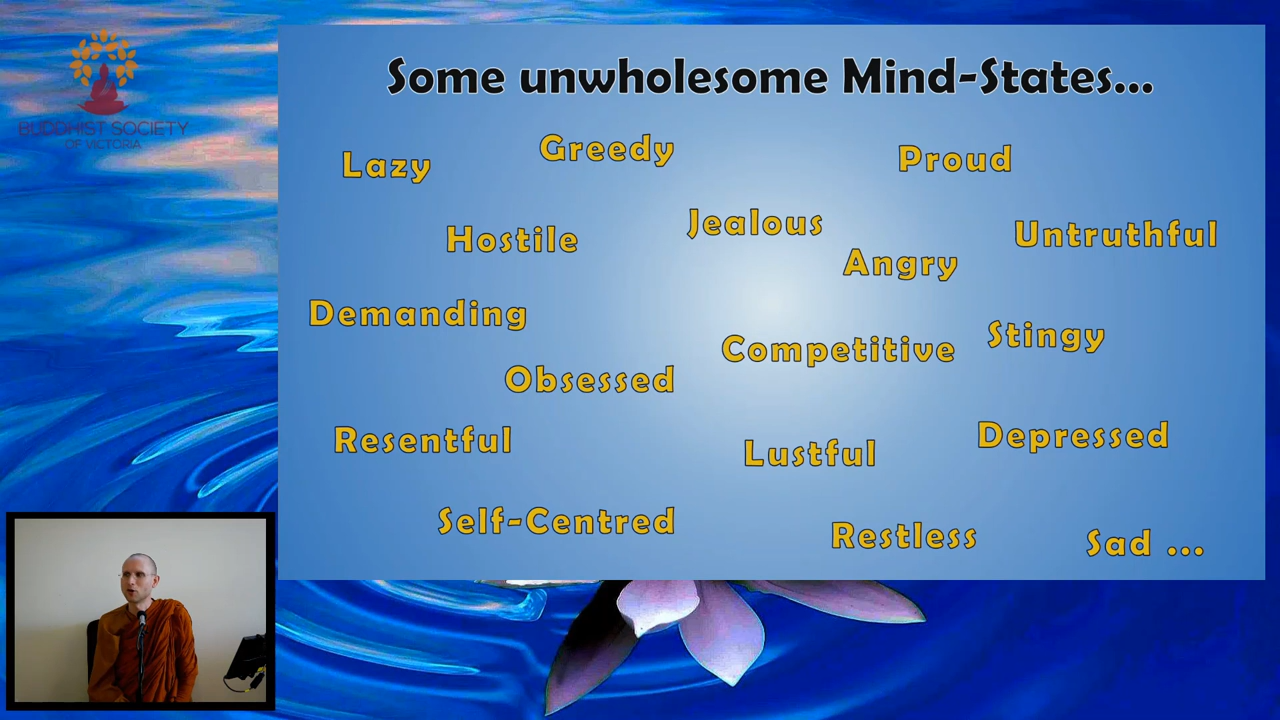 BUDDHIST SOCIETY
OF VICTORIA
Some unwholesome Mind-States...
Lazy
Greedy
Proud
Hostile
Jealous
Untruthful
Angry
Demanding
Competitive
Stingy
Obsessed
Resentful
Lustful
Depressed
Self-Centred
Restless
Sad ...